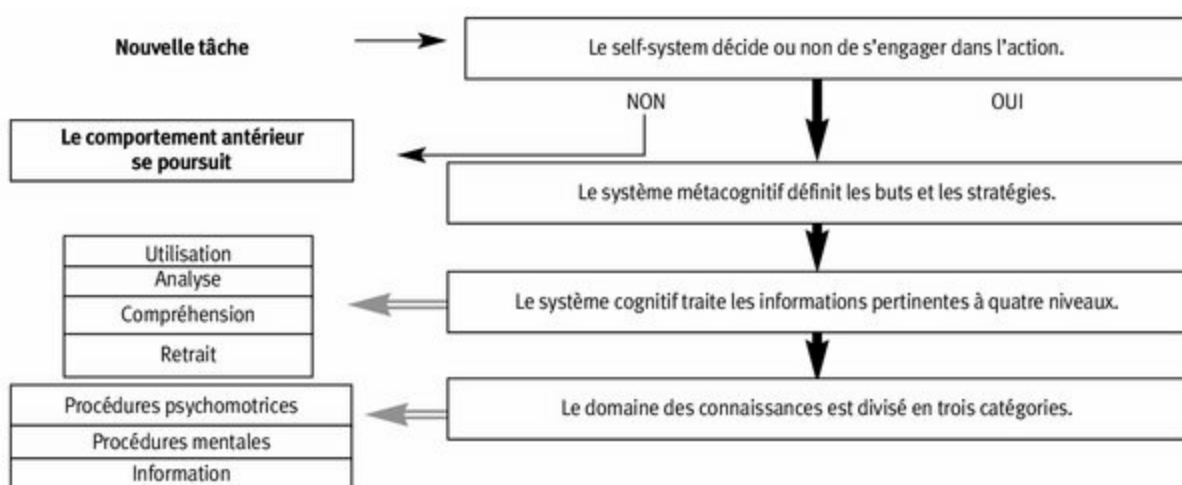 Nouvelle tâche
Le self-system décide ou non de s'engager dans l'action.
NON
OUI
Le comportement antérieur
se poursuit
Le système métacognitif définit les buts et les stratégies.
Utilisation
Analyse
Compréhension
Retrait
Le système cognitif traite les informations pertinentes à quatre niveaux.
Procédures psychomotrices
Procédures mentales
Information
Le domaine des connaissances est divisé en trois catégories.